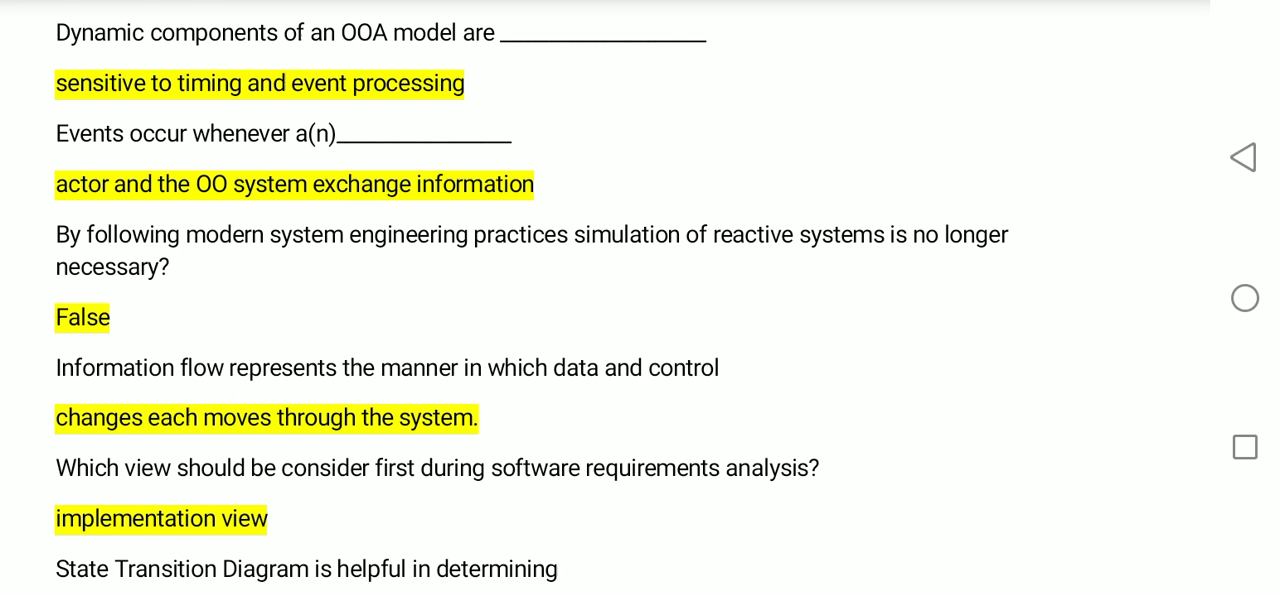 Dynamic components of an OOA model are _________________
sensitive to timing and event processing
Events occur whenever a(n)______________
actor and the OO system exchange information
By following modern system engineering practices simulation of reactive systems is no longer
necessary?
False
Information flow represents the manner in which data and control
changes each moves through the system.
Which view should be consider first during software requirements analysis?
implementation view
State Transition Diagram is helpful in determining